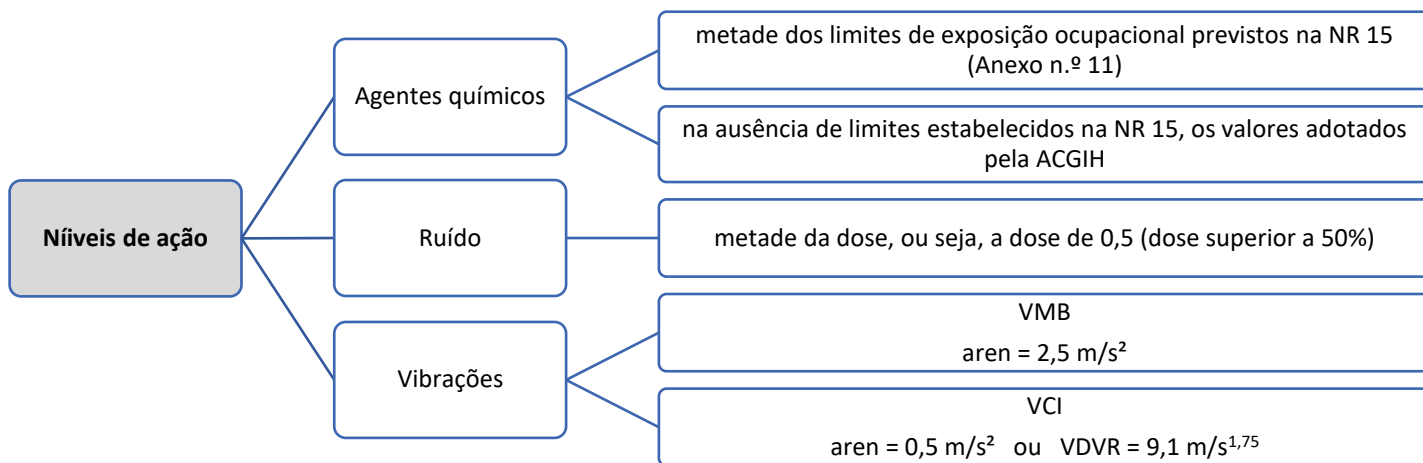 metade dos limites de exposição ocupacional previstos na NR 15
(Anexo n.º 11)
Agentes químicos
na ausência de limites estabelecidos na NR 15, os valores adotados
pela ACGIH
Níiveis de ação
Ruído
metade da dose, ou seja, a dose de 0,5 (dose superior a 50%)
VMB
aren = 2,5 m/s²
Vibrações
VCI
aren = 0,5 m/s² ou VDVR = 9,1 m/s¹,⁷⁵